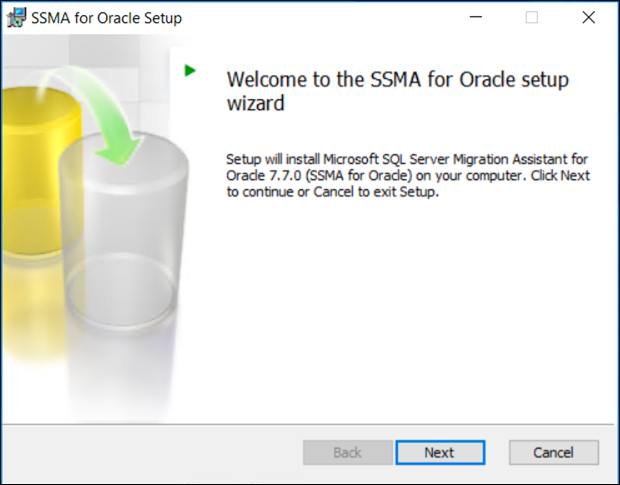 SSMA for Oracle Setup
Welcome to the SSMA for Oracle setup
wizard
Setup will install Microsoft SQL Server Migration Assistant for
Oracle 7.7.0 (SSMA for Oracle) on your computer. Click Next
to continue or Cancel to exit Setup.
Back Next Cancel